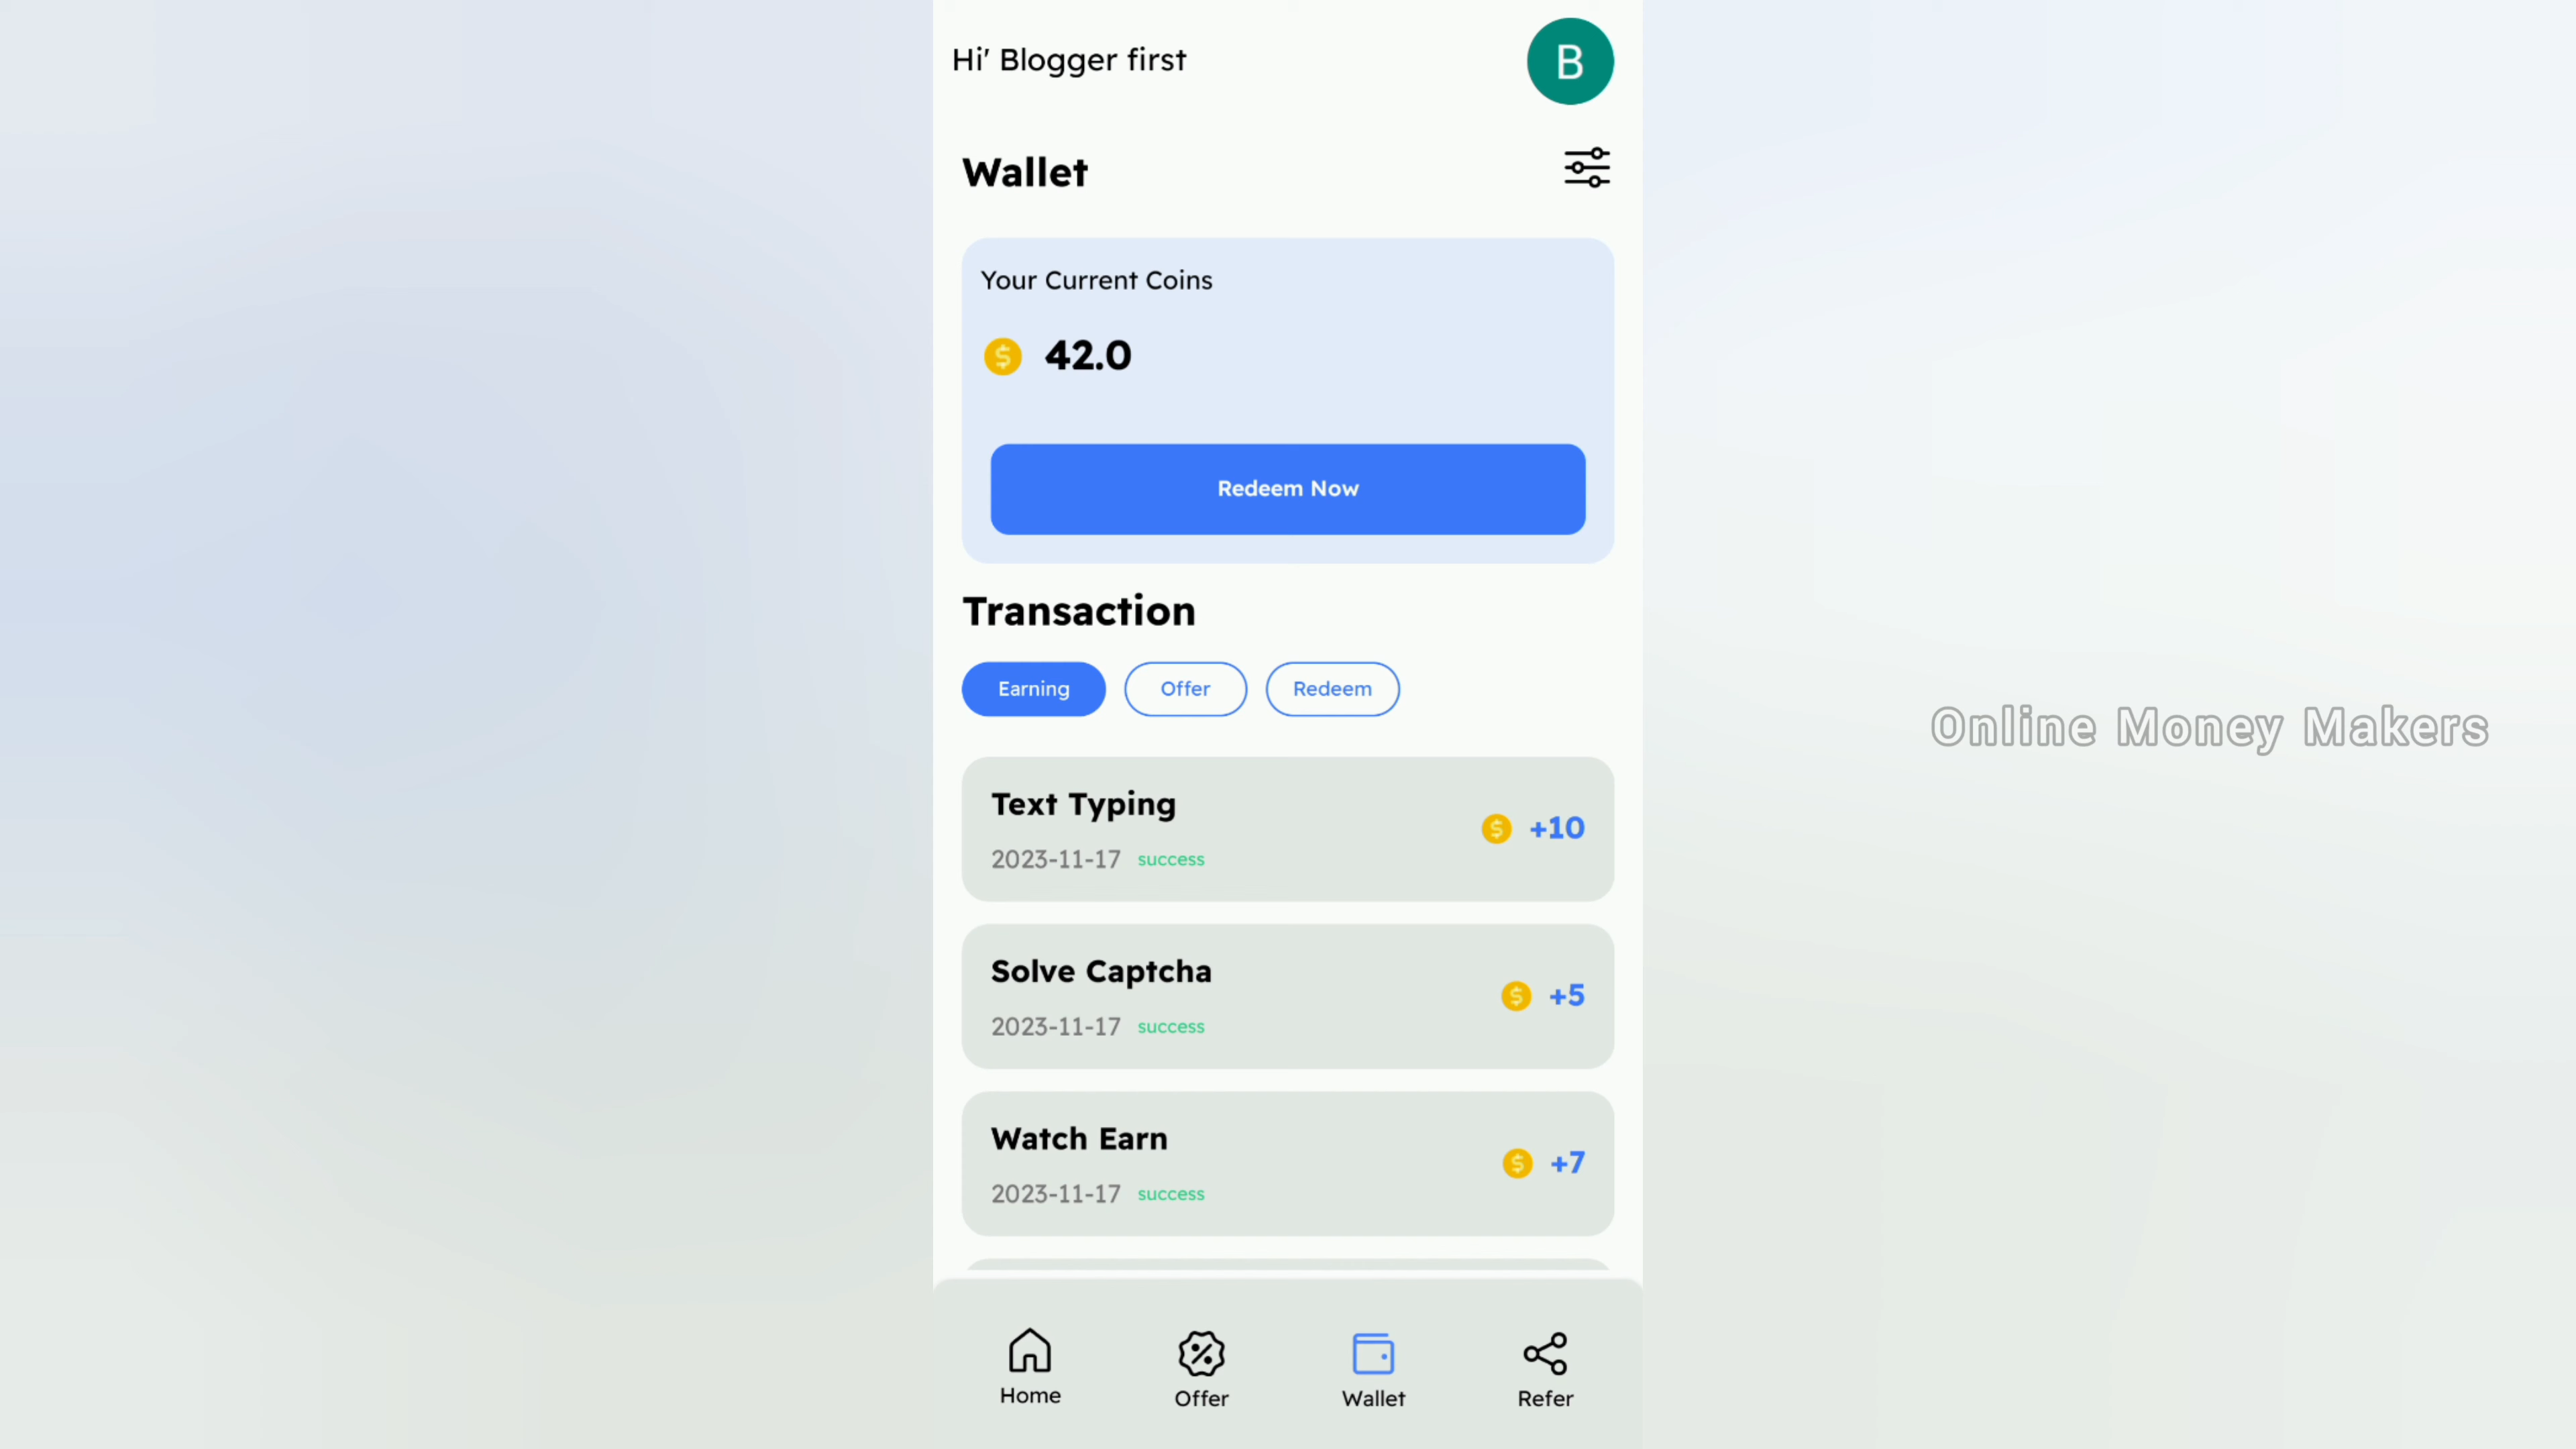 Hi' Blogger first
B
Wallet
Your Current Coins
42.0
Redeem Now
Transaction
Earning Offer Redeem
Online Money Makers
Text Typing
+10
2023-11-17 success
Solve Captcha
+5
2023-11-17 success
Watch Earn
+7
2023-11-17 success
Home Offer Wallet Refer